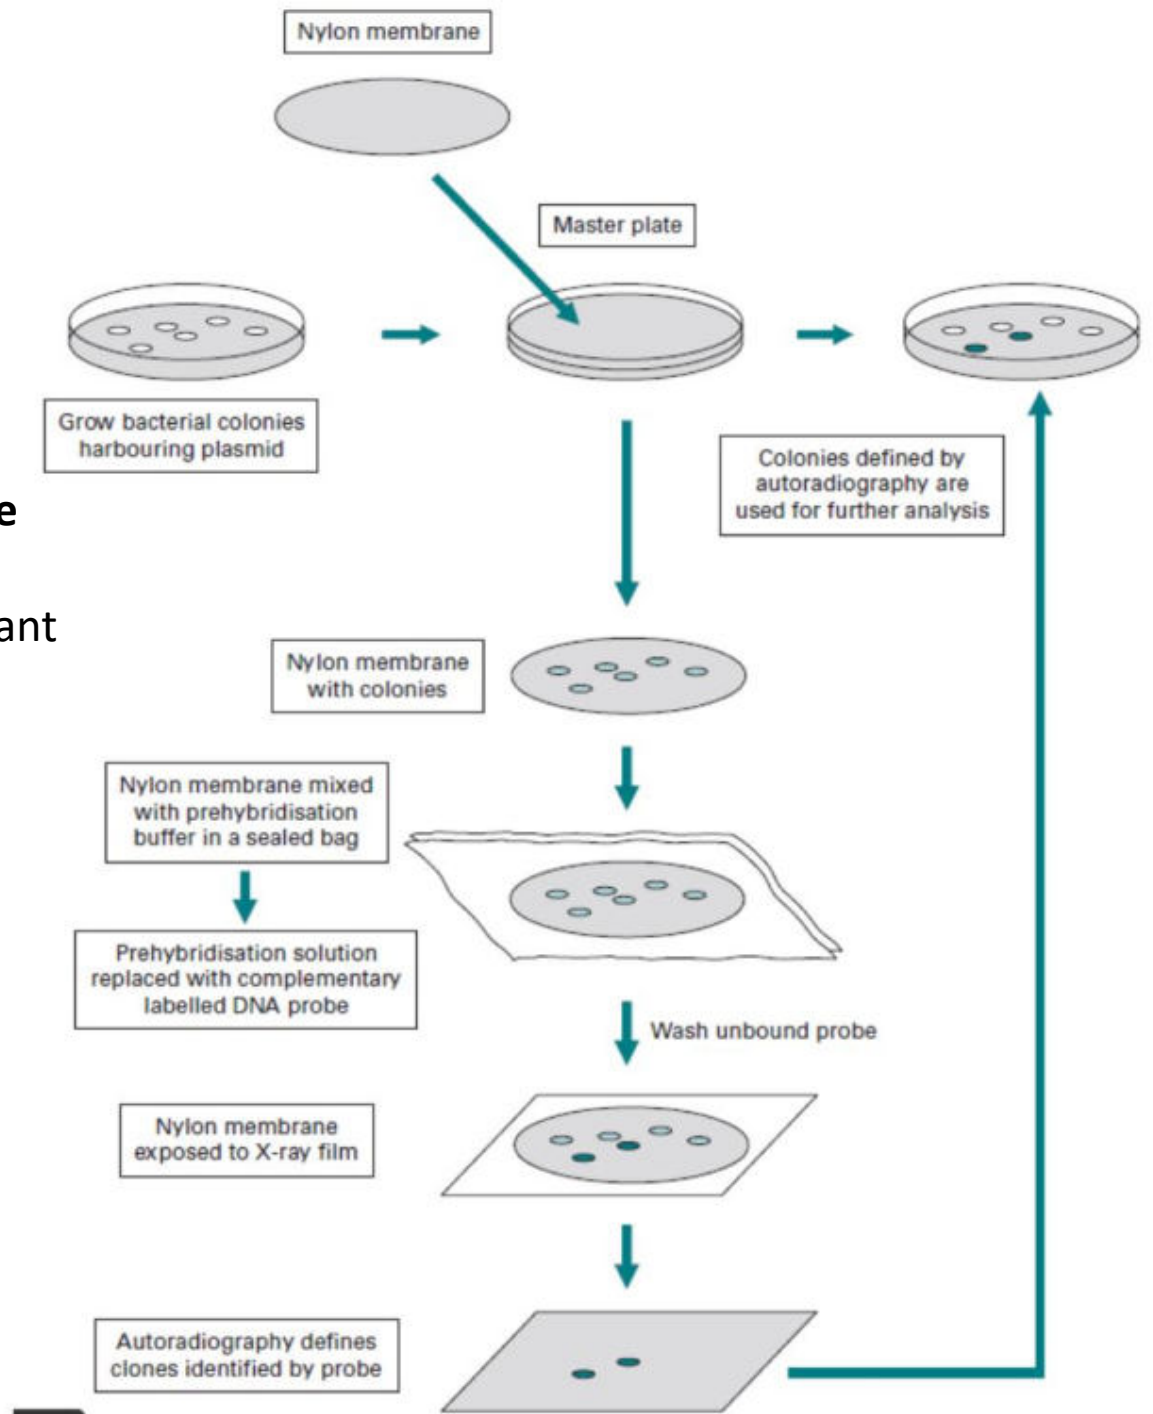 Nylon membrane
Master plate
Grow bacterial colonies
harbouring plasmid
Colonies defined by
autoradiography are
used for further analysis
e
ant
Nylon membrane
with colonies
Nylon membrane mixed
with prehybridisation
buffer in a sealed bag
Prehybridisation solution
replaced with complementary
labelled DNA probe
Wash unbound probe
Nylon membrane
exposed to X-ray film
Autoradiography defines
clones identified by probe